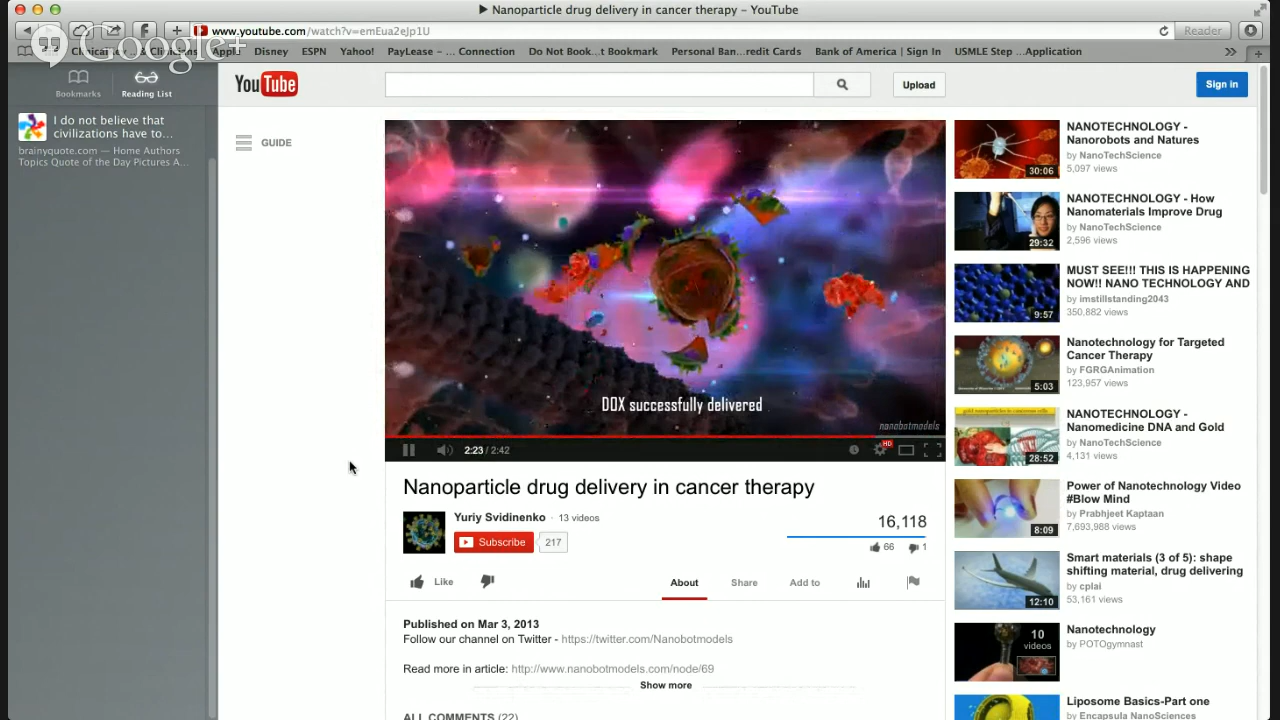 Nanoparticle drug delivery in cancer therapy – YouTube
www.youtube.com/watch?v=emEua2eJp1U
Reader
Google+
Apple Disney ESPN Yahoo! PayLease – ... Connection Do Not Book...t Bookmark Personal Ban...redit Cards Bank of America | Sign In USMLE Step ...Application
Bookmarks Reading List
I do not believe that
civilizations have to...
brainyquote.com — Home Authors
Topics Quote of the Day Pictures A...
YouTube
Upload
Sign in
GUIDE
DOX successfully delivered
nanobotmodels
2:23 / 2:42
HD
Nanoparticle drug delivery in cancer therapy
Yuriy Svidinenko · 13 videos
Subscribe 217
16,118
66 1
Like
About Share Add to
Published on Mar 3, 2013
Follow our channel on Twitter - https://twitter.com/Nanobotmodels
Read more in article: http://www.nanobotmodels.com/node/69
Show more
ALL COMMENTS (22)
NANOTECHNOLOGY -
Nanorobots and Natures
by NanoTechScience
5,097 views
30:06
NANOTECHNOLOGY - How
Nanomaterials Improve Drug
by NanoTechScience
2,596 views
29:32
MUST SEE!!! THIS IS HAPPENING
NOW!! NANO TECHNOLOGY AND
by imstillstanding2043
350,882 views
9:57
Nanotechnology for Targeted
Cancer Therapy
by FGRGAnimation
123,957 views
5:03
NANOTECHNOLOGY -
Nanomedicine DNA and Gold
by NanoTechScience
4,131 views
gold nanoparticles in cancerous cells
28:52
Power of Nanotechnology Video
#Blow Mind
by Prabhjeet Kaptaan
7,693,988 views
8:09
Smart materials (3 of 5): shape
shifting material, drug delivering
by cplai
53,161 views
12:10
Nanotechnology
by POTOgymnast
10
videos
Liposome Basics-Part one
by Encapsula NanoSciences